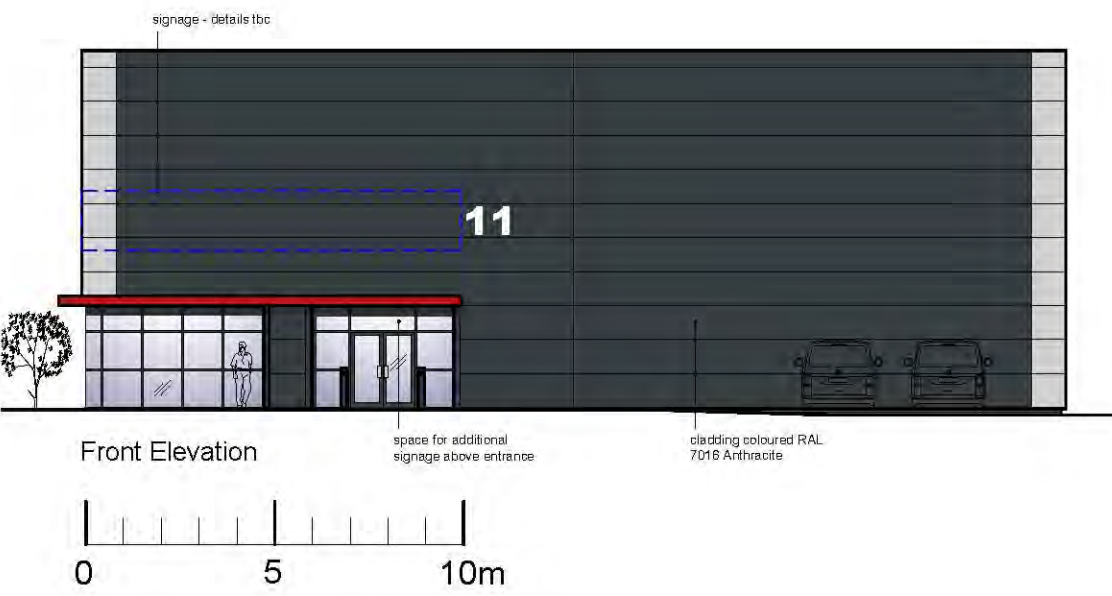 signage - details tbc
11
space for additional
signage above entrance
cladding coloured RAL
7016 Anthracite
Front Elevation
0 5 10m